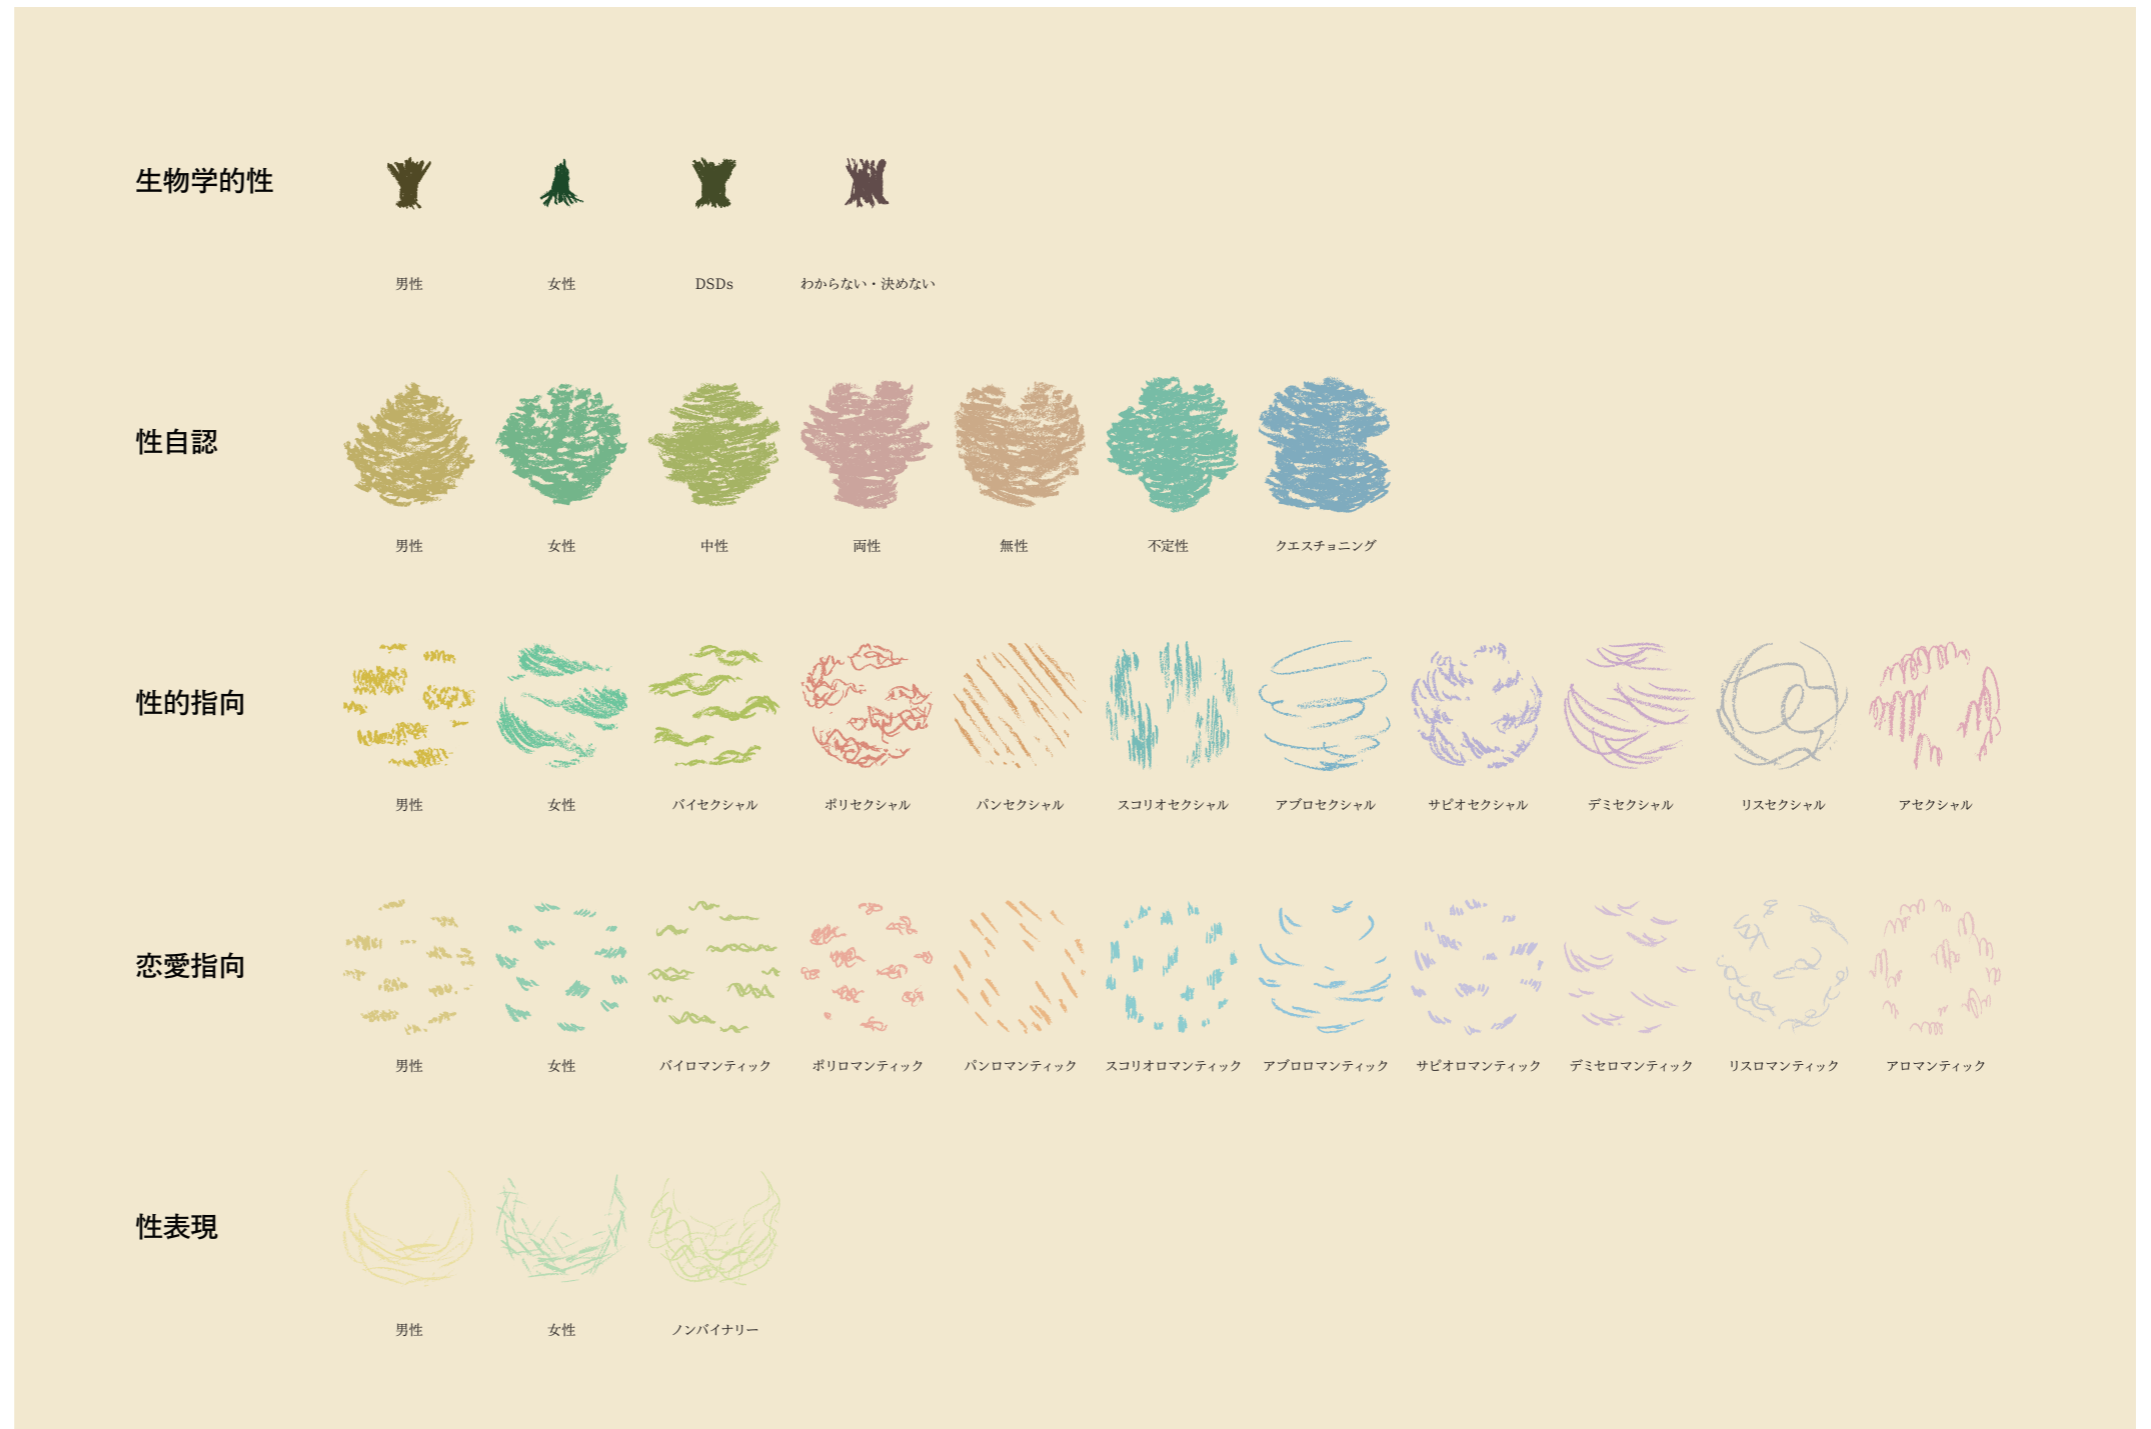 生物学的性
男性 女性 DSDs わからない・決めない
性自認
男性 女性 中性 両性 無性 不定性 クエスチョニング
性的指向
男性 女性 バイセクシャル ポリセクシャル パンセクシャル スコリオセクシャル アブロセクシャル サピオセクシャル デミセクシャル リスセクシャル アセクシャル
恋愛指向
男性 女性 バイロマンティック ポリロマンティック パンロマンティック スコリオロマンティック アブロロマンティック サピオロマンティック デミセロマンティック リスロマンティック アロマンティック
性表現
男性 女性 ノンバイナリー